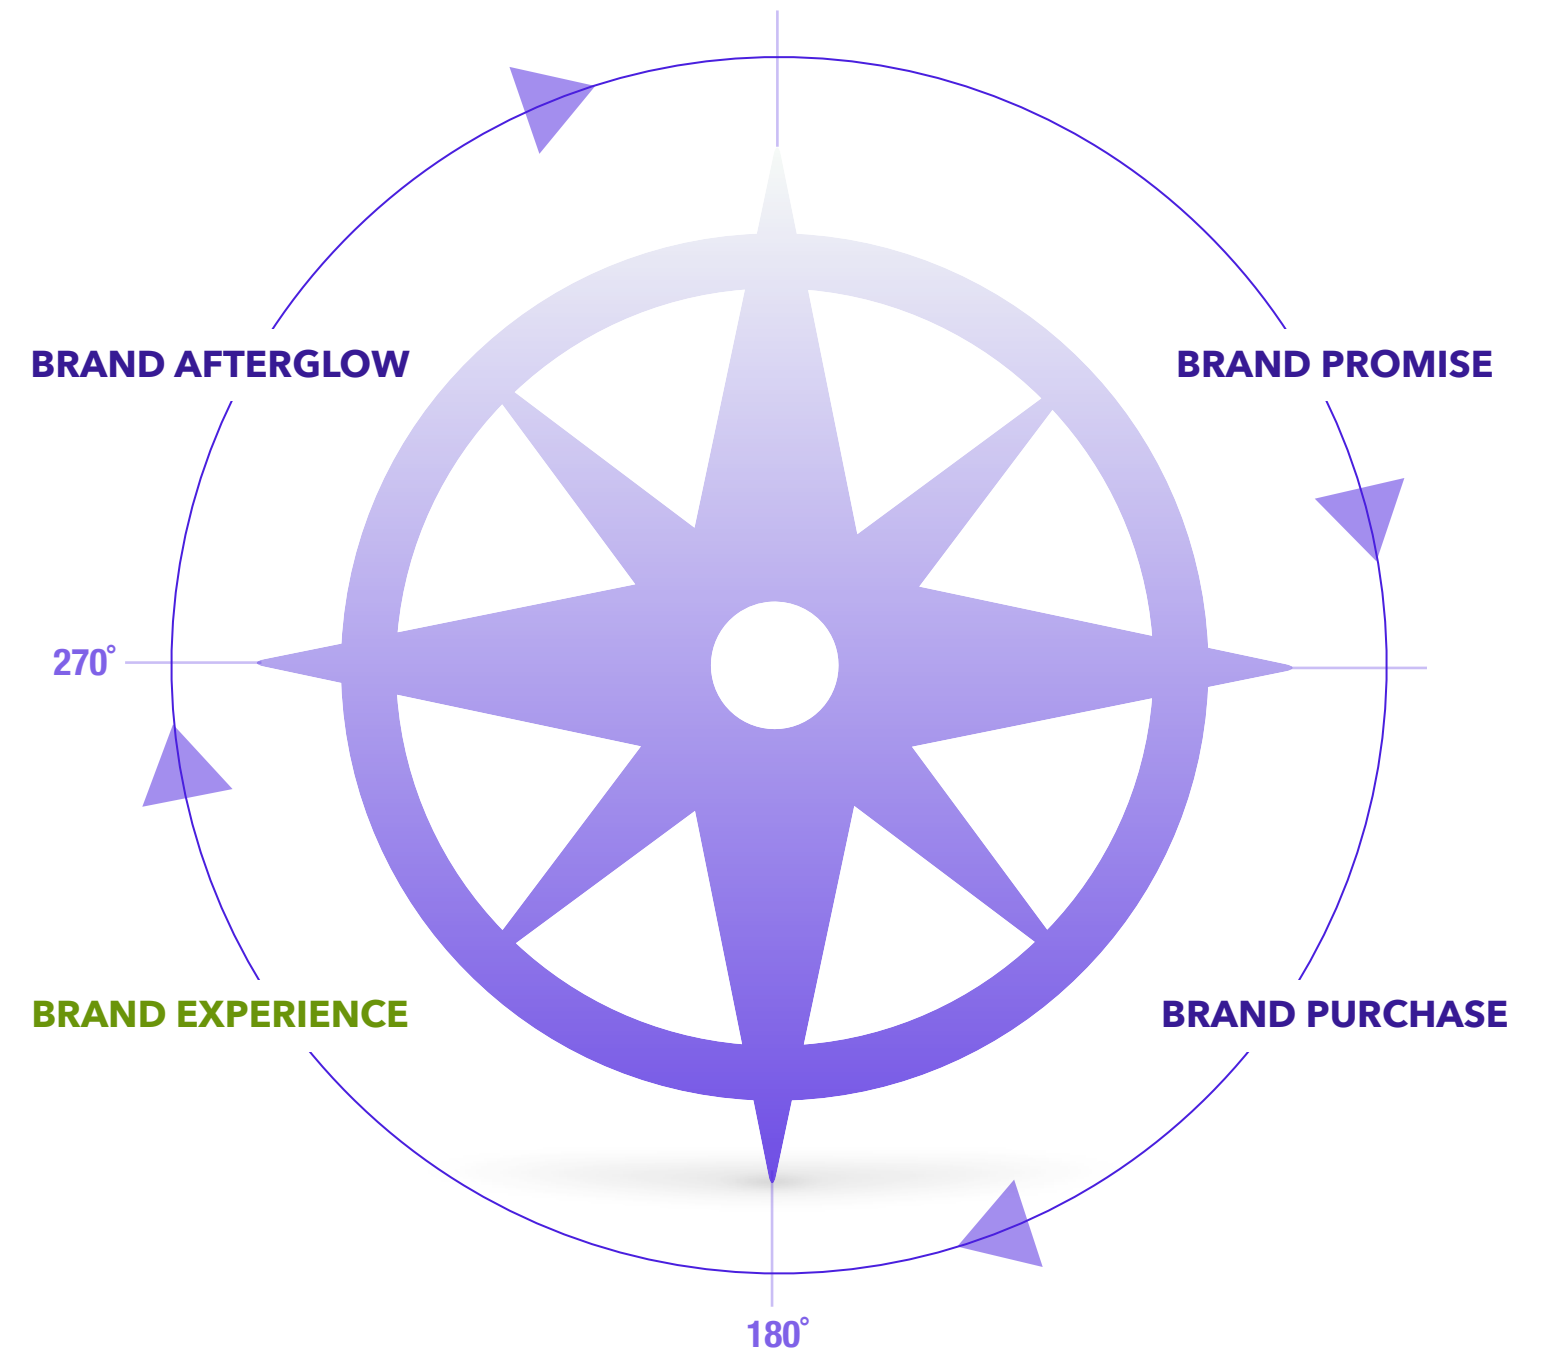 BRAND AFTERGLOW
BRAND PROMISE
270°
BRAND EXPERIENCE
BRAND PURCHASE
180°